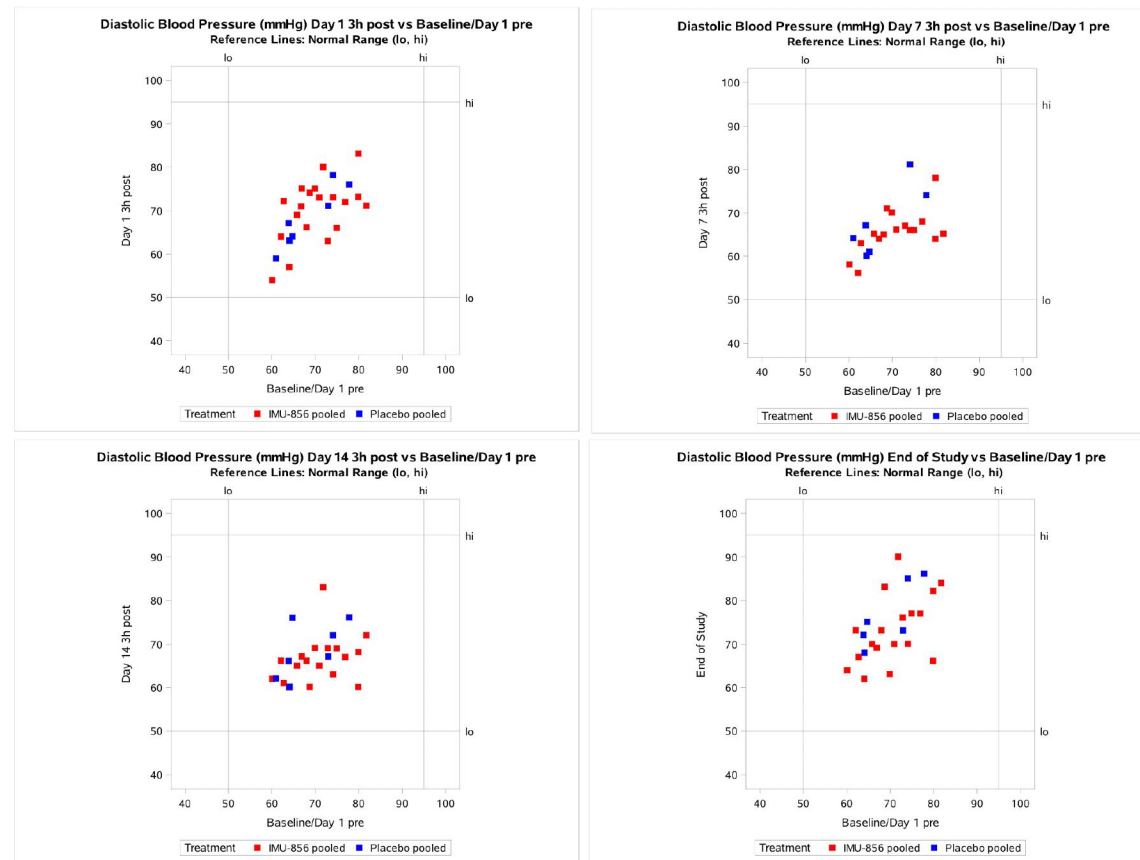 Diastolic Blood Pressure (mmHg) Day 1 3h post vs Baseline/Day 1 pre
Reference Lines: Normal Range (lo, hi)
lo hi
100
hi
90
80
70
60
50
lo
40
Day 1 3h post
40 50 60 70 80 90 100
Baseline/Day 1 pre
Treatment IMU-856 pooled Placebo pooled
Diastolic Blood Pressure (mmHg) Day 7 3h post vs Baseline/Day 1 pre
Reference Lines: Normal Range (lo, hi)
lo hi
100
hi
90
80
70
60
50
lo
40
Day 7 3h post
40 50 60 70 80 90 100
Baseline/Day 1 pre
Treatment IMU-856 pooled Placebo pooled
Diastolic Blood Pressure (mmHg) Day 14 3h post vs Baseline/Day 1 pre
Reference Lines: Normal Range (lo, hi)
lo hi
100
hi
90
80
70
60
50
lo
40
Day 14 3h post
40 50 60 70 80 90 100
Baseline/Day 1 pre
Treatment IMU-856 pooled Placebo pooled
Diastolic Blood Pressure (mmHg) End of Study vs Baseline/Day 1 pre
Reference Lines: Normal Range (lo, hi)
lo hi
100
hi
90
80
70
60
50
lo
40
End of Study
40 50 60 70 80 90 100
Baseline/Day 1 pre
Treatment IMU-856 pooled Placebo pooled